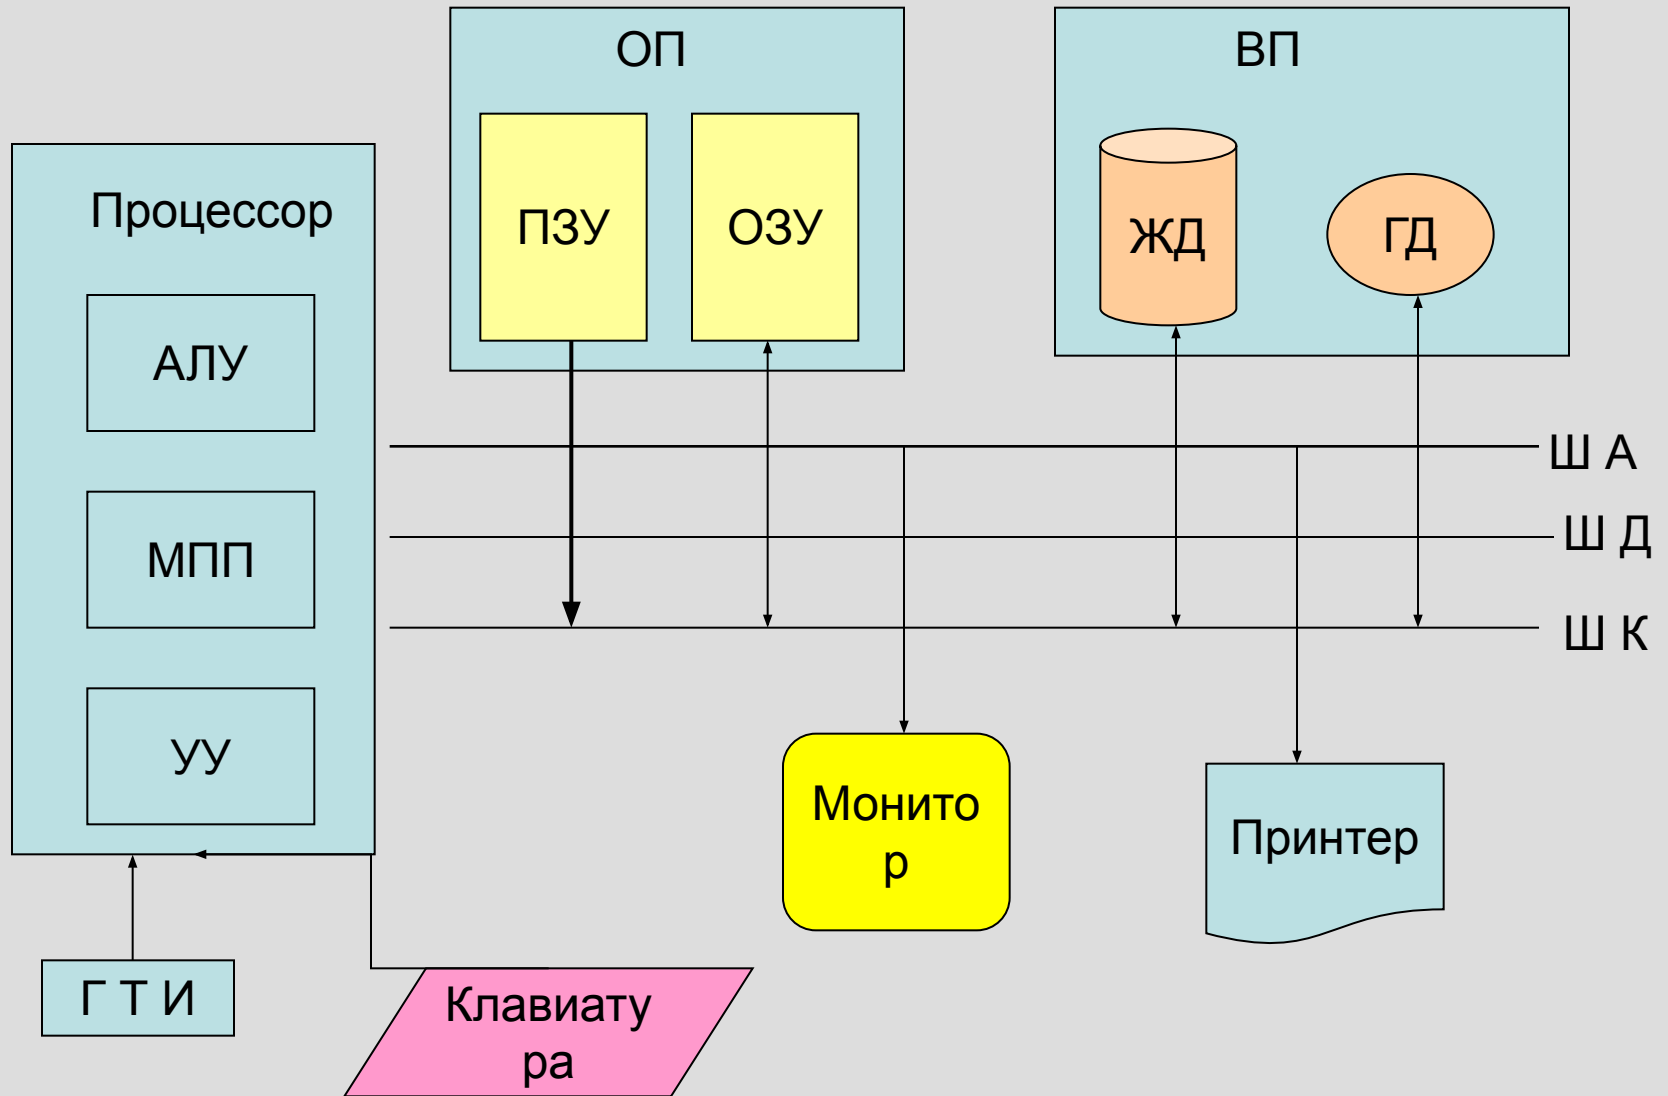 ОП
ВП
Процессор
ПЗУ
ОЗУ
ЖД
ГД
АЛУ
Ш А
Ш Д
МПП
Ш К
УУ
Монито
р
Принтер
Г Т И
Клавиату
ра